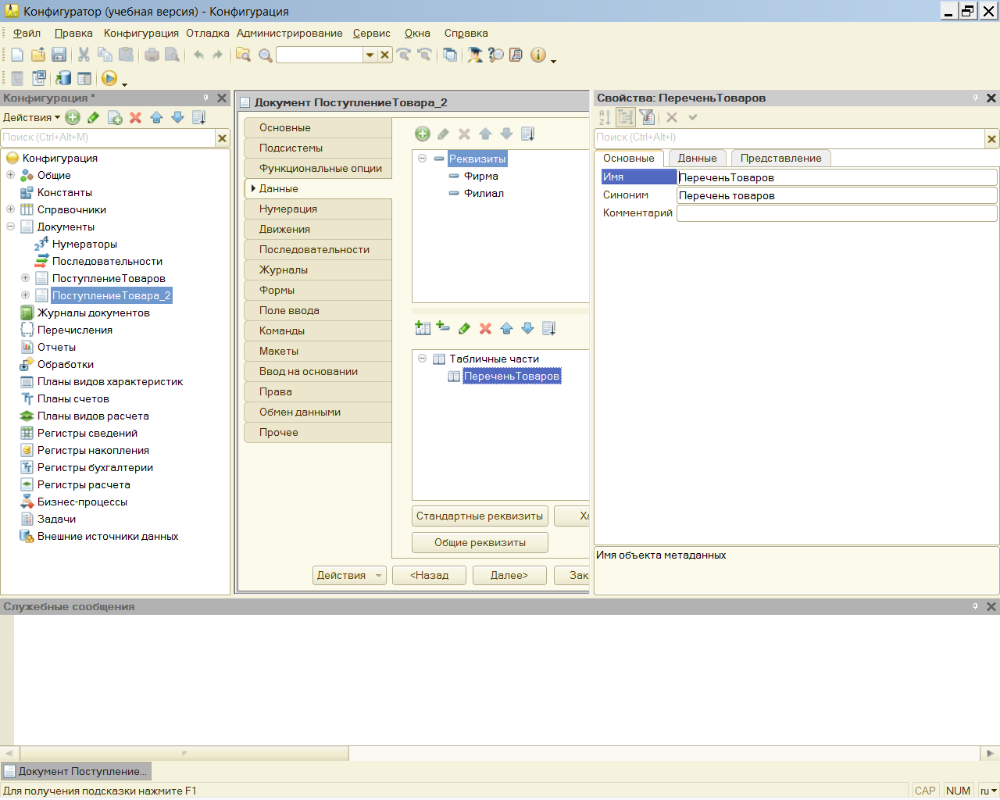 Конфигуратор (учебная версия) - Конфигурация
Файл Правка Конфигурация Отладка Администрирование Сервис Окна Справка
Конфигурация *
Действия
Поиск (Ctrl+Alt+M)
Конфигурация
Общие
Константы
Справочники
Документы
Нумераторы
Последовательности
ПоступлениеТоваров
ПоступлениеТовара_2
Журналы документов
Перечисления
Отчеты
Обработки
Планы видов характеристик
Планы счетов
Планы видов расчета
Регистры сведений
Регистры накопления
Регистры бухгалтерии
Регистры расчета
Бизнес-процессы
Задачи
Внешние источники данных
Документ ПоступлениеТовара_2
Основные
Подсистемы
Функциональные опции
Данные
Нумерация
Движения
Последовательности
Журналы
Формы
Поле ввода
Команды
Макеты
Ввод на основании
Права
Обмен данными
Прочее
Реквизиты
Фирма
Филиал
Табличные части
ПереченьТоваров
Стандартные реквизиты Ха
Общие реквизиты
Действия <Назад Далее> Зак
Свойства: ПереченьТоваров
Поиск (Ctrl+Alt+I)
Основные Данные Представление
Имя ПереченьТоваров
Синоним Перечень товаров
Комментарий
Имя объекта метаданных
Служебные сообщения
Документ Поступление...
Для получения подсказки нажмите F1 CAP NUM ru